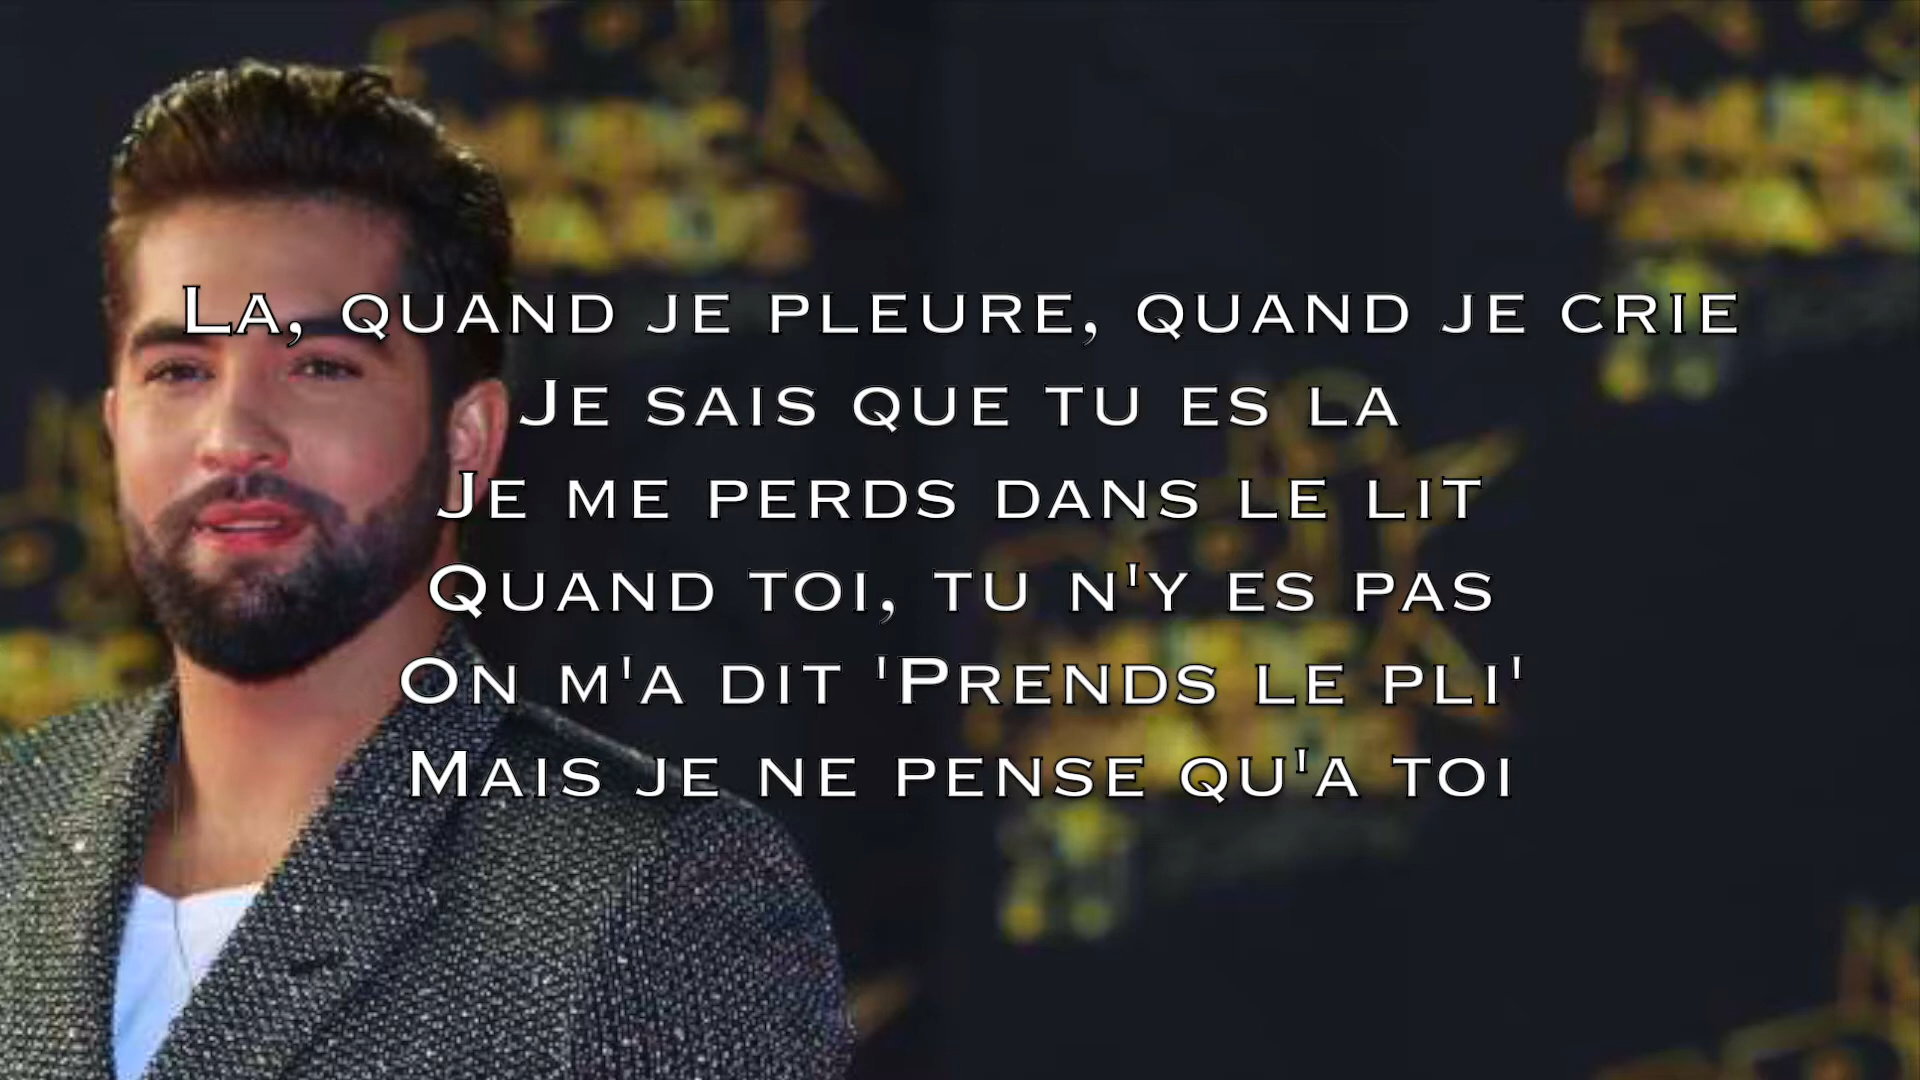 La, quand je pleure, quand je crie
Je sais que tu es la
Je me perds dans le lit
Quand toi, tu n'y es pas
On m'a dit 'Prends le pli'
Mais je ne pense qu'a toi